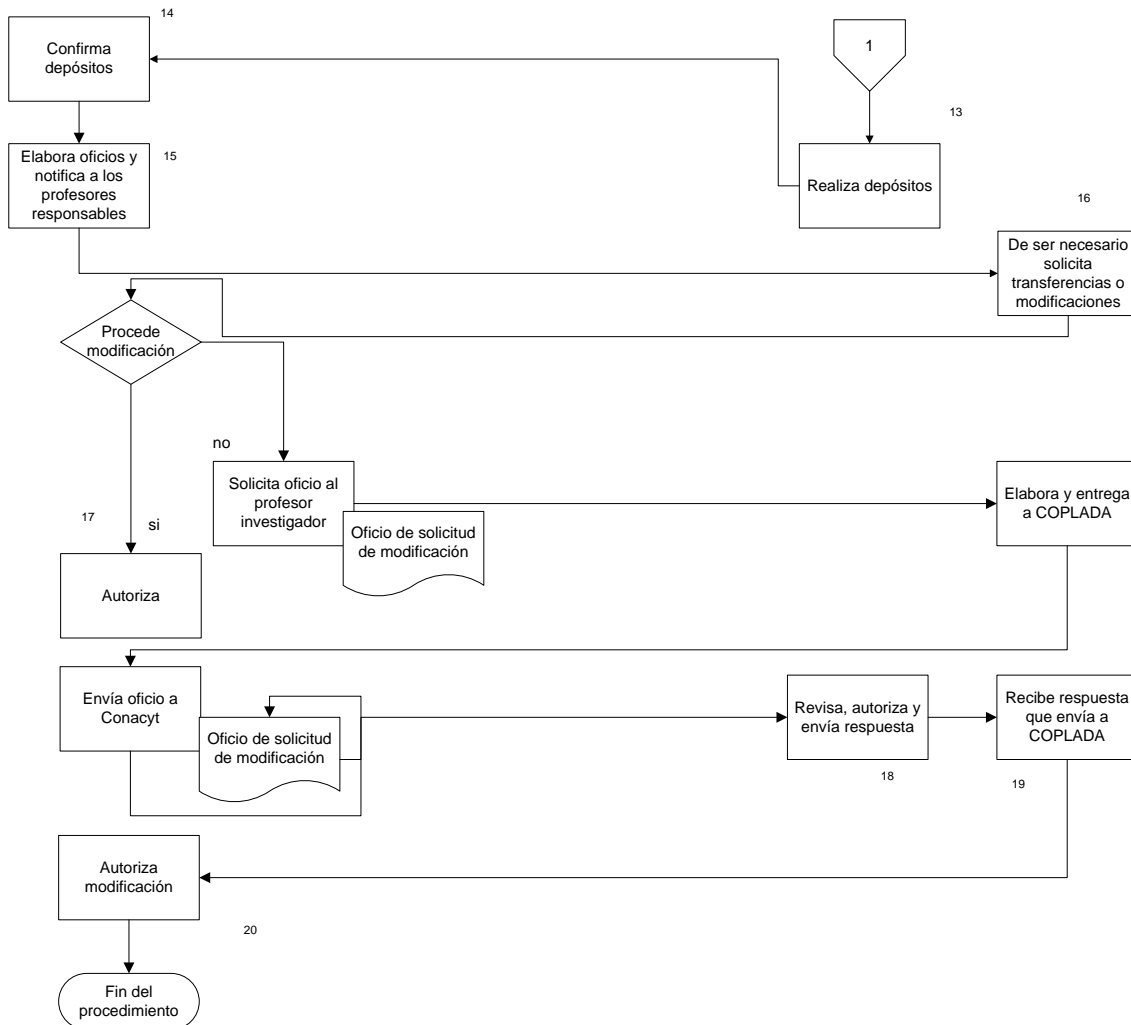 14
Confirma
depósitos
1
13
Realiza depósitos
Elabora oficios y
notifica a los
profesores
responsables
15
16
De ser necesario
solicita
transferencias o
modificaciones
Procede
modificación
no
Solicita oficio al
profesor
investigador
Oficio de solicitud
de modificación
Elabora y entrega
a COPLADA
17
si
Autoriza
Envía oficio a
Conacyt
Oficio de solicitud
de modificación
Revisa, autoriza y
envía respuesta
18
Recibe respuesta
que envía a
COPLADA
19
Autoriza
modificación
20
Fin del
procedimiento